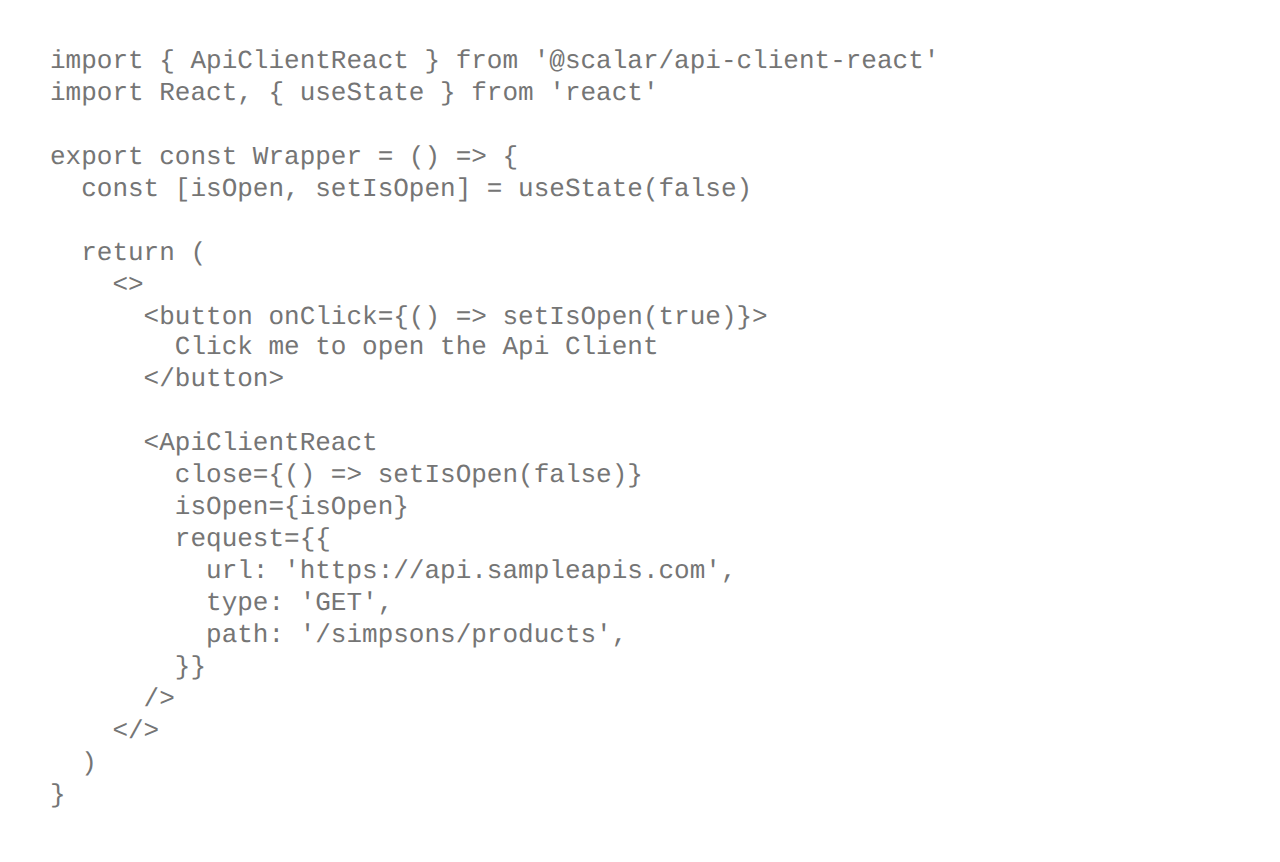 import { ApiClientReact } from '@scalar/api-client-react'
import React, { useState } from 'react'

export const Wrapper = () => {
  const [isOpen, setIsOpen] = useState(false)

  return (
    <>
      <button onClick={() => setIsOpen(true)}>
        Click me to open the Api Client
      </button>

      <ApiClientReact
        close={() => setIsOpen(false)}
        isOpen={isOpen}
        request={{
          url: 'https://api.sampleapis.com',
          type: 'GET',
          path: '/simpsons/products',
        }}
      />
    </>
  )
}